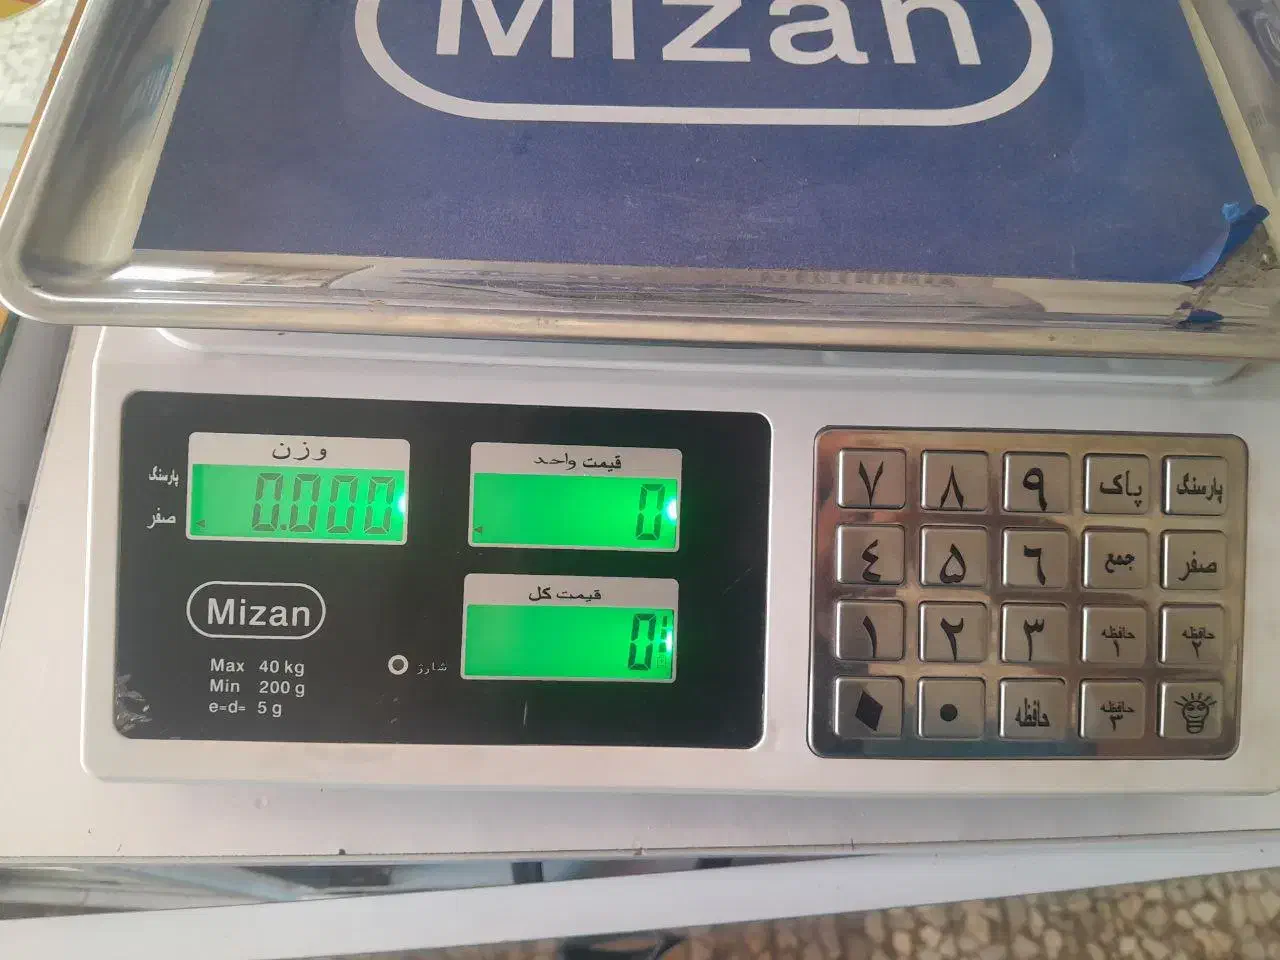 Mizan
وزن
پارسنگ
0.000
صفر
قیمت واحد
0
قیمت کل
0
Mizan
Max 40 kg
Min 200 g
e=d= 5 g
شارژ
۷ ۸ ۹ پاک پارسنگ
٤ ۵ ٦ جمع صفر
۱ ۲ ۳ حافظه ۱ حافظه ۲
حافظه حافظه ۳